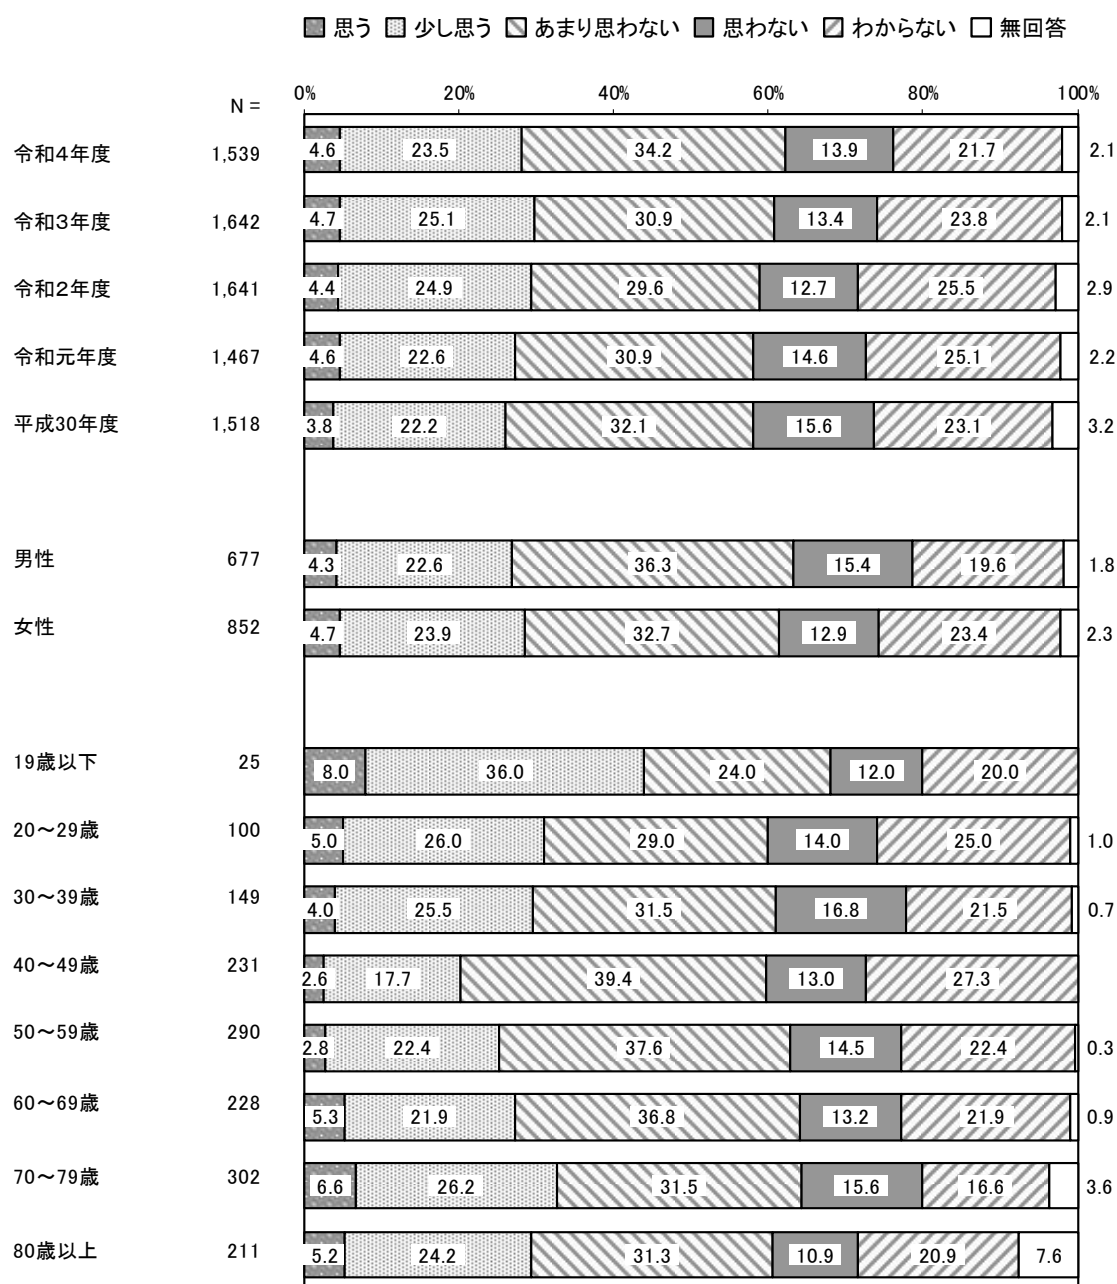 思う 少し思う あまり思わない 思わない わからない 無回答
N = 0% 20% 40% 60% 80% 100%
令和4年度 1,539 4.6 23.5 34.2 13.9 21.7 2.1
令和3年度 1,642 4.7 25.1 30.9 13.4 23.8 2.1
令和2年度 1,641 4.4 24.9 29.6 12.7 25.5 2.9
令和元年度 1,467 4.6 22.6 30.9 14.6 25.1 2.2
平成30年度 1,518 3.8 22.2 32.1 15.6 23.1 3.2
男性 677 4.3 22.6 36.3 15.4 19.6 1.8
女性 852 4.7 23.9 32.7 12.9 23.4 2.3
19歳以下 25 8.0 36.0 24.0 12.0 20.0
20～29歳 100 5.0 26.0 29.0 14.0 25.0 1.0
30～39歳 149 4.0 25.5 31.5 16.8 21.5 0.7
40～49歳 231 2.6 17.7 39.4 13.0 27.3
50～59歳 290 2.8 22.4 37.6 14.5 22.4 0.3
60～69歳 228 5.3 21.9 36.8 13.2 21.9 0.9
70～79歳 302 6.6 26.2 31.5 15.6 16.6 3.6
80歳以上 211 5.2 24.2 31.3 10.9 20.9 7.6